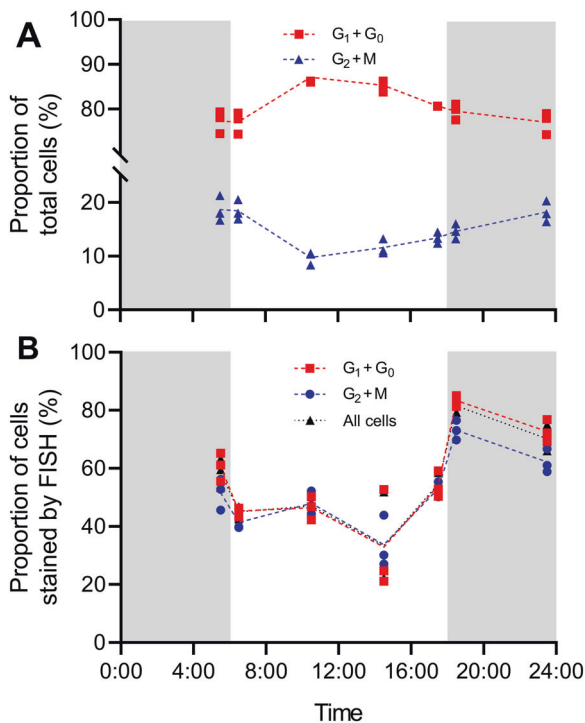 A
G₁+G₀
G₂+M
Proportion of
total cells (%)
100
90
80
20
10
0
B
G₁+G₀
G₂+M
All cells
Proportion of cells
stained by FISH (%)
100
80
60
40
20
0
0:00 4:00 8:00 12:00 16:00 20:00 24:00
Time